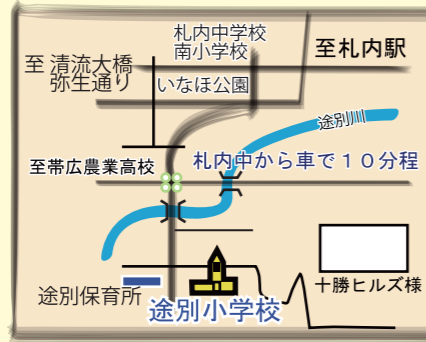 札内中学校
南小学校
至札内駅
至 清流大橋
弥生通り
いなほ公園
途別川
札内中から車で１０分程
至帯広農業高校
十勝ヒルズ様
途別保育所
途別小学校